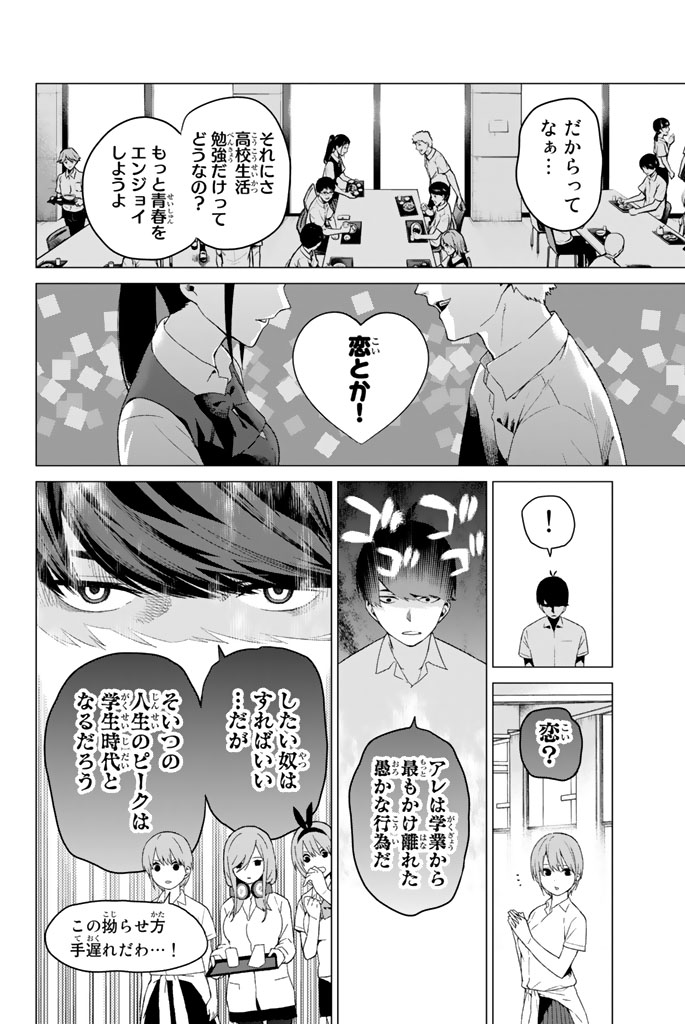 だからって
なぁ…
それにさ
高校生活
勉強だけって
どうなの?
もっと青春を
エンジョイ
しようよ
恋とか!
!
恋?
ゴゴゴゴ
アレは学業から
最もかけ離れた
愚かな行為だ
したい奴は
すればいい
…だが
そいつの
人生のピークは
学生時代と
なるだろう
この拗らせ方
手遅れだわ…!